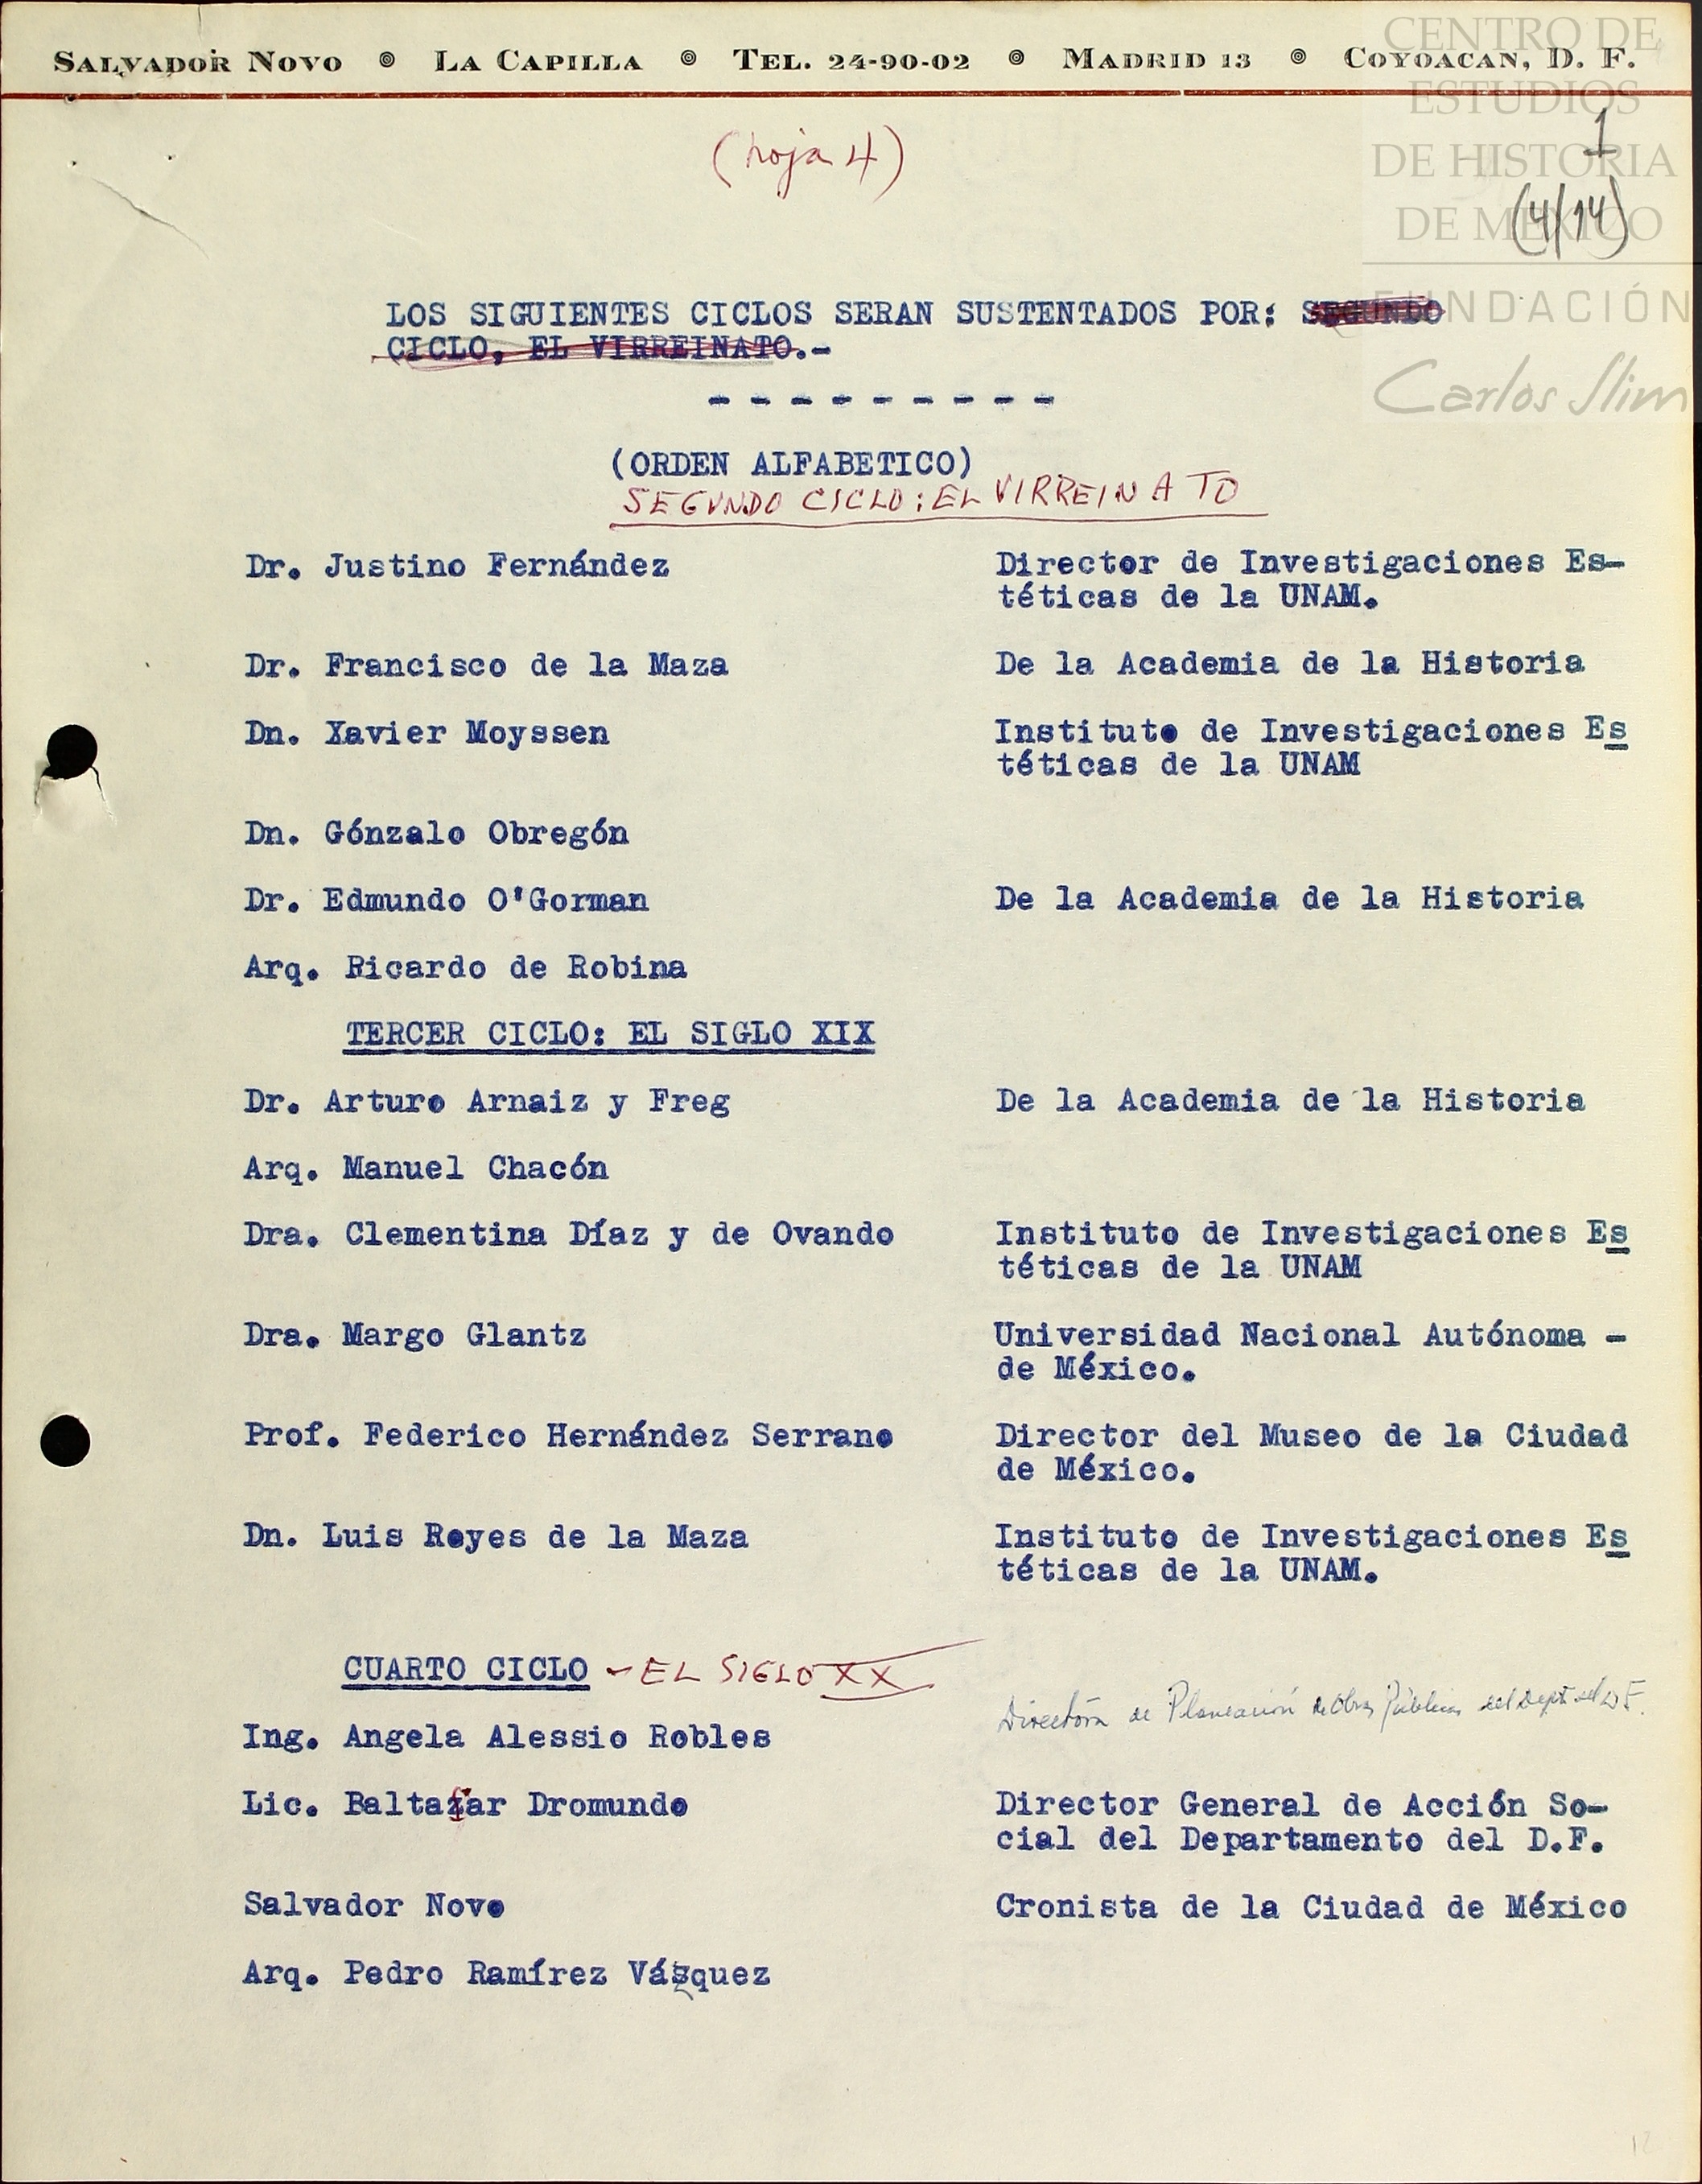 SALVADOR NOVO ◎ LA CAPILLA ◎ TEL. 24-90-02 ◎ MADRID 13 ◎ COYOACAN, D. F.
CENTRO DE
ESTUDIOS
DE HISTORIA
DE MÉXICO
FUNDACIÓN
Carlos Slim
(hoja 4)
1
(4/14)
LOS SIGUIENTES CICLOS SERAN SUSTENTADOS POR: SEGUNDO
CICLO, EL VIRREINATO.-
- - - - - - - - -
(ORDEN ALFABETICO)
SEGUNDO CICLO: EL VIRREINATO
Dr. Justino Fernández Director de Investigaciones Es-
téticas de la UNAM.
Dr. Francisco de la Maza De la Academia de la Historia
Dn. Xavier Moyssen Instituto de Investigaciones Es
téticas de la UNAM
Dn. Gónzalo Obregón
Dr. Edmundo O'Gorman De la Academia de la Historia
Arq. Ricardo de Robina
TERCER CICLO: EL SIGLO XIX
Dr. Arturo Arnaiz y Freg De la Academia de la Historia
Arq. Manuel Chacón
Dra. Clementina Díaz y de Ovando Instituto de Investigaciones Es
téticas de la UNAM
Dra. Margo Glantz Universidad Nacional Autónoma -
de México.
Prof. Federico Hernández Serrano Director del Museo de la Ciudad
de México.
Dn. Luis Reyes de la Maza Instituto de Investigaciones Es
téticas de la UNAM.
CUARTO CICLO - EL SIGLO XX
Directora de Planeación de Obras Públicas del Dept. del D F.
Ing. Angela Alessio Robles
Lic. Baltasar Dromundo Director General de Acción So-
cial del Departamento del D.F.
Salvador Novo Cronista de la Ciudad de México
Arq. Pedro Ramírez Vázquez
12